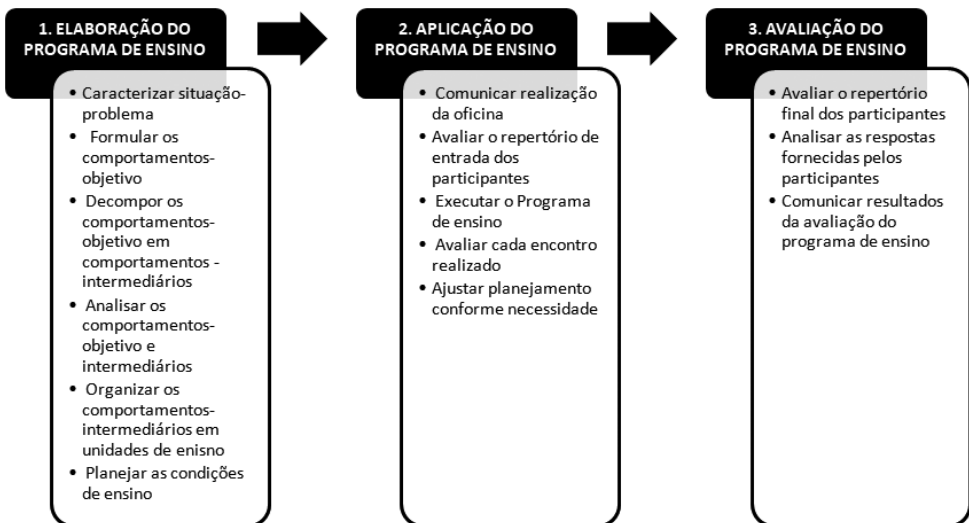 1. ELABORAÇÃO DO
PROGRAMA DE ENSINO
• Caracterizar situação-
problema
• Formular os
comportamentos-
objetivo
• Decompor os
comportamentos-
objetivo em
comportamentos -
intermediários
• Analisar os
comportamentos-
objetivo e
intermediários
• Organizar os
comportamentos-
intermediários em
unidades de enisno
• Planejar as condições
de ensino
2. APLICAÇÃO DO
PROGRAMA DE ENSINO
• Comunicar realização
da oficina
• Avaliar o repertório de
entrada dos
participantes
• Executar o Programa
de ensino
• Avaliar cada encontro
realizado
• Ajustar planejamento
conforme necessidade
3. AVALIAÇÃO DO
PROGRAMA DE ENSINO
• Avaliar o repertório
final dos participantes
• Analisar as respostas
fornecidas pelos
participantes
• Comunicar resultados
da avaliação do
programa de ensino